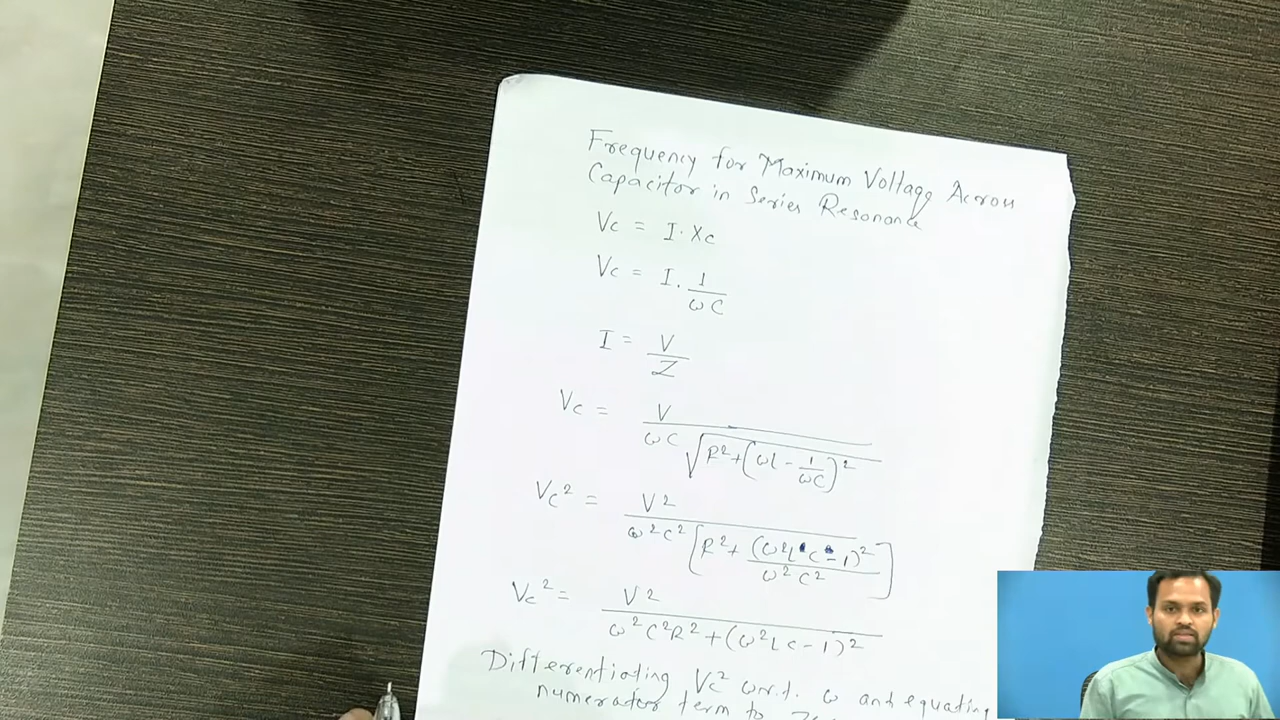 Frequency for Maximum Voltage Across
Capacitor in Series Resonance
Vc = I · Xc
Vc = I · 1/ωC
I = V/Z
Vc = V / ωC √(R² + (ωL - 1/ωC)²)
Vc² = V² / ω²C² [R² + (ω²LC - 1)² / ω²C²]
Vc² = V² / ω²C²R² + (ω²LC - 1)²
Differentiating Vc² w.r.t. ω and equating
numerator term to